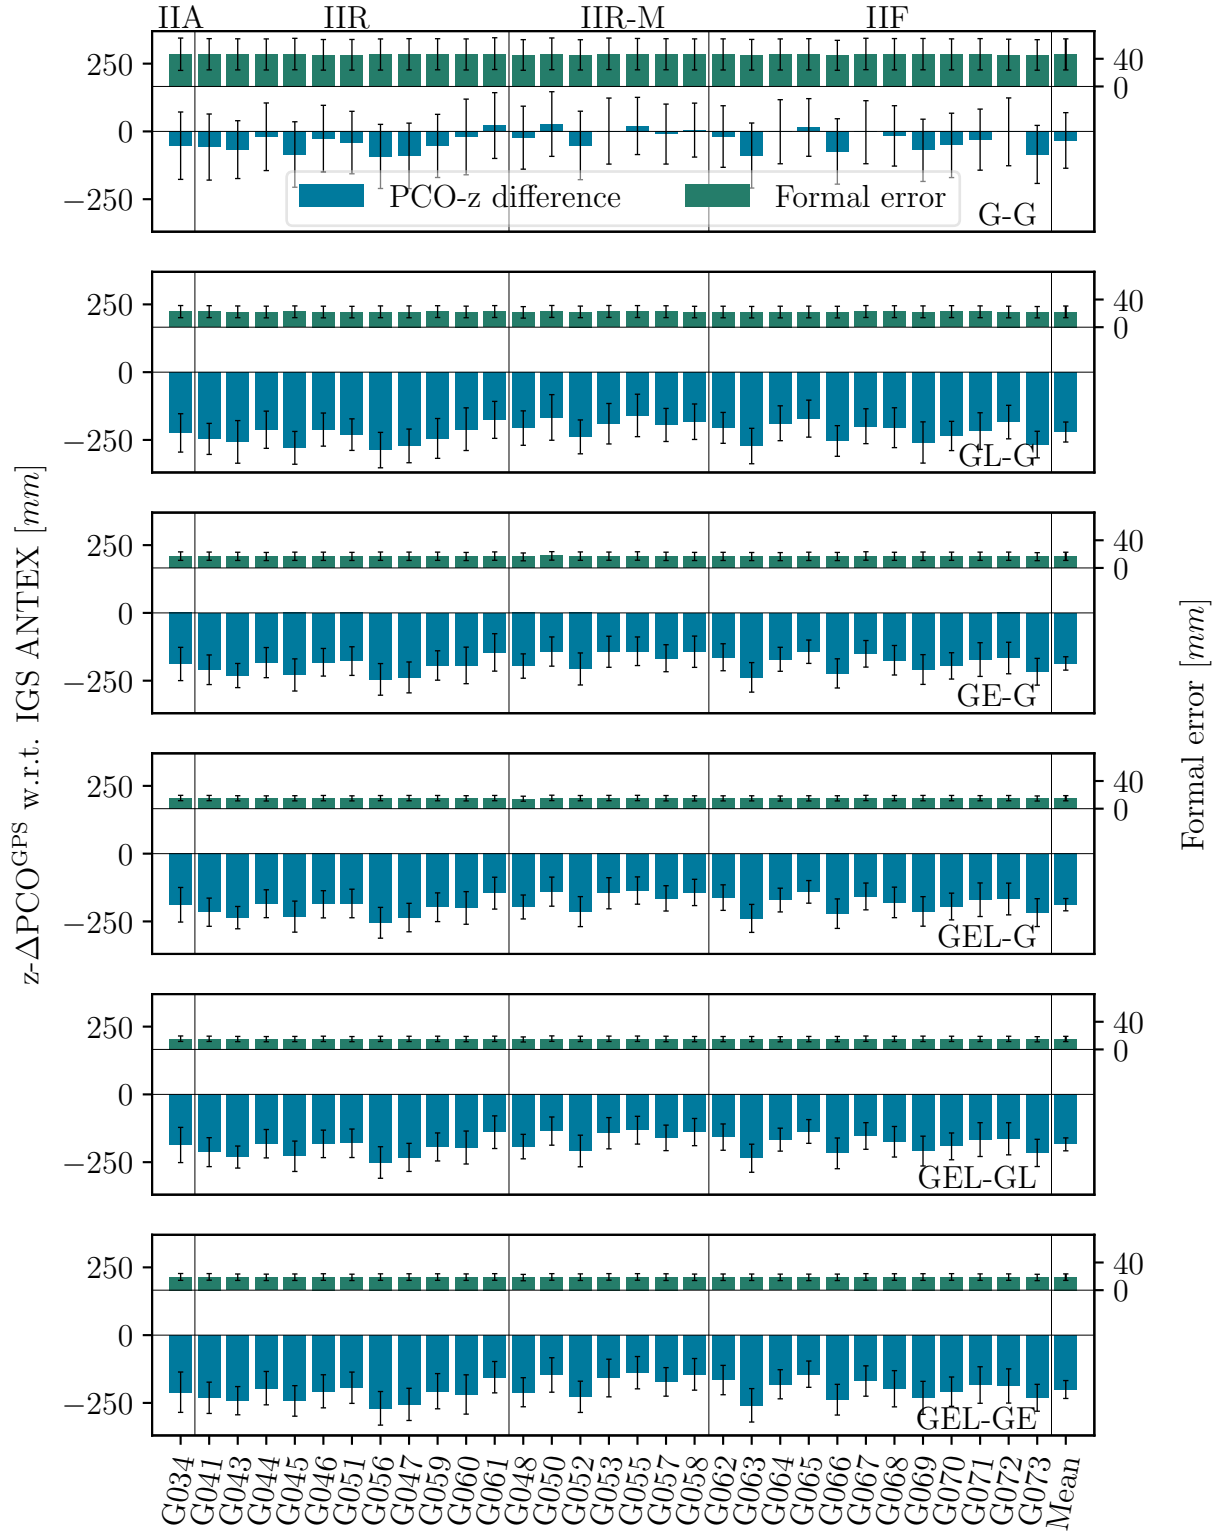 IIA IIR IIR-M IIF
250
0
−250
40
0
PCO-z difference Formal error
G-G
250
0
−250
40
0
GL-G
250
0
−250
40
0
GE-G
250
0
−250
40
0
GEL-G
250
0
−250
40
0
GEL-GL
250
0
−250
40
0
GEL-GE
z-ΔPCO^GPS w.r.t. IGS ANTEX [mm]
Formal error [mm]
G034 G041 G043 G044 G045 G046 G051 G056 G047 G059 G060 G061 G048 G050 G052 G053 G055 G057 G058 G062 G063 G064 G065 G066 G067 G068 G069 G070 G071 G072 G073 Mean